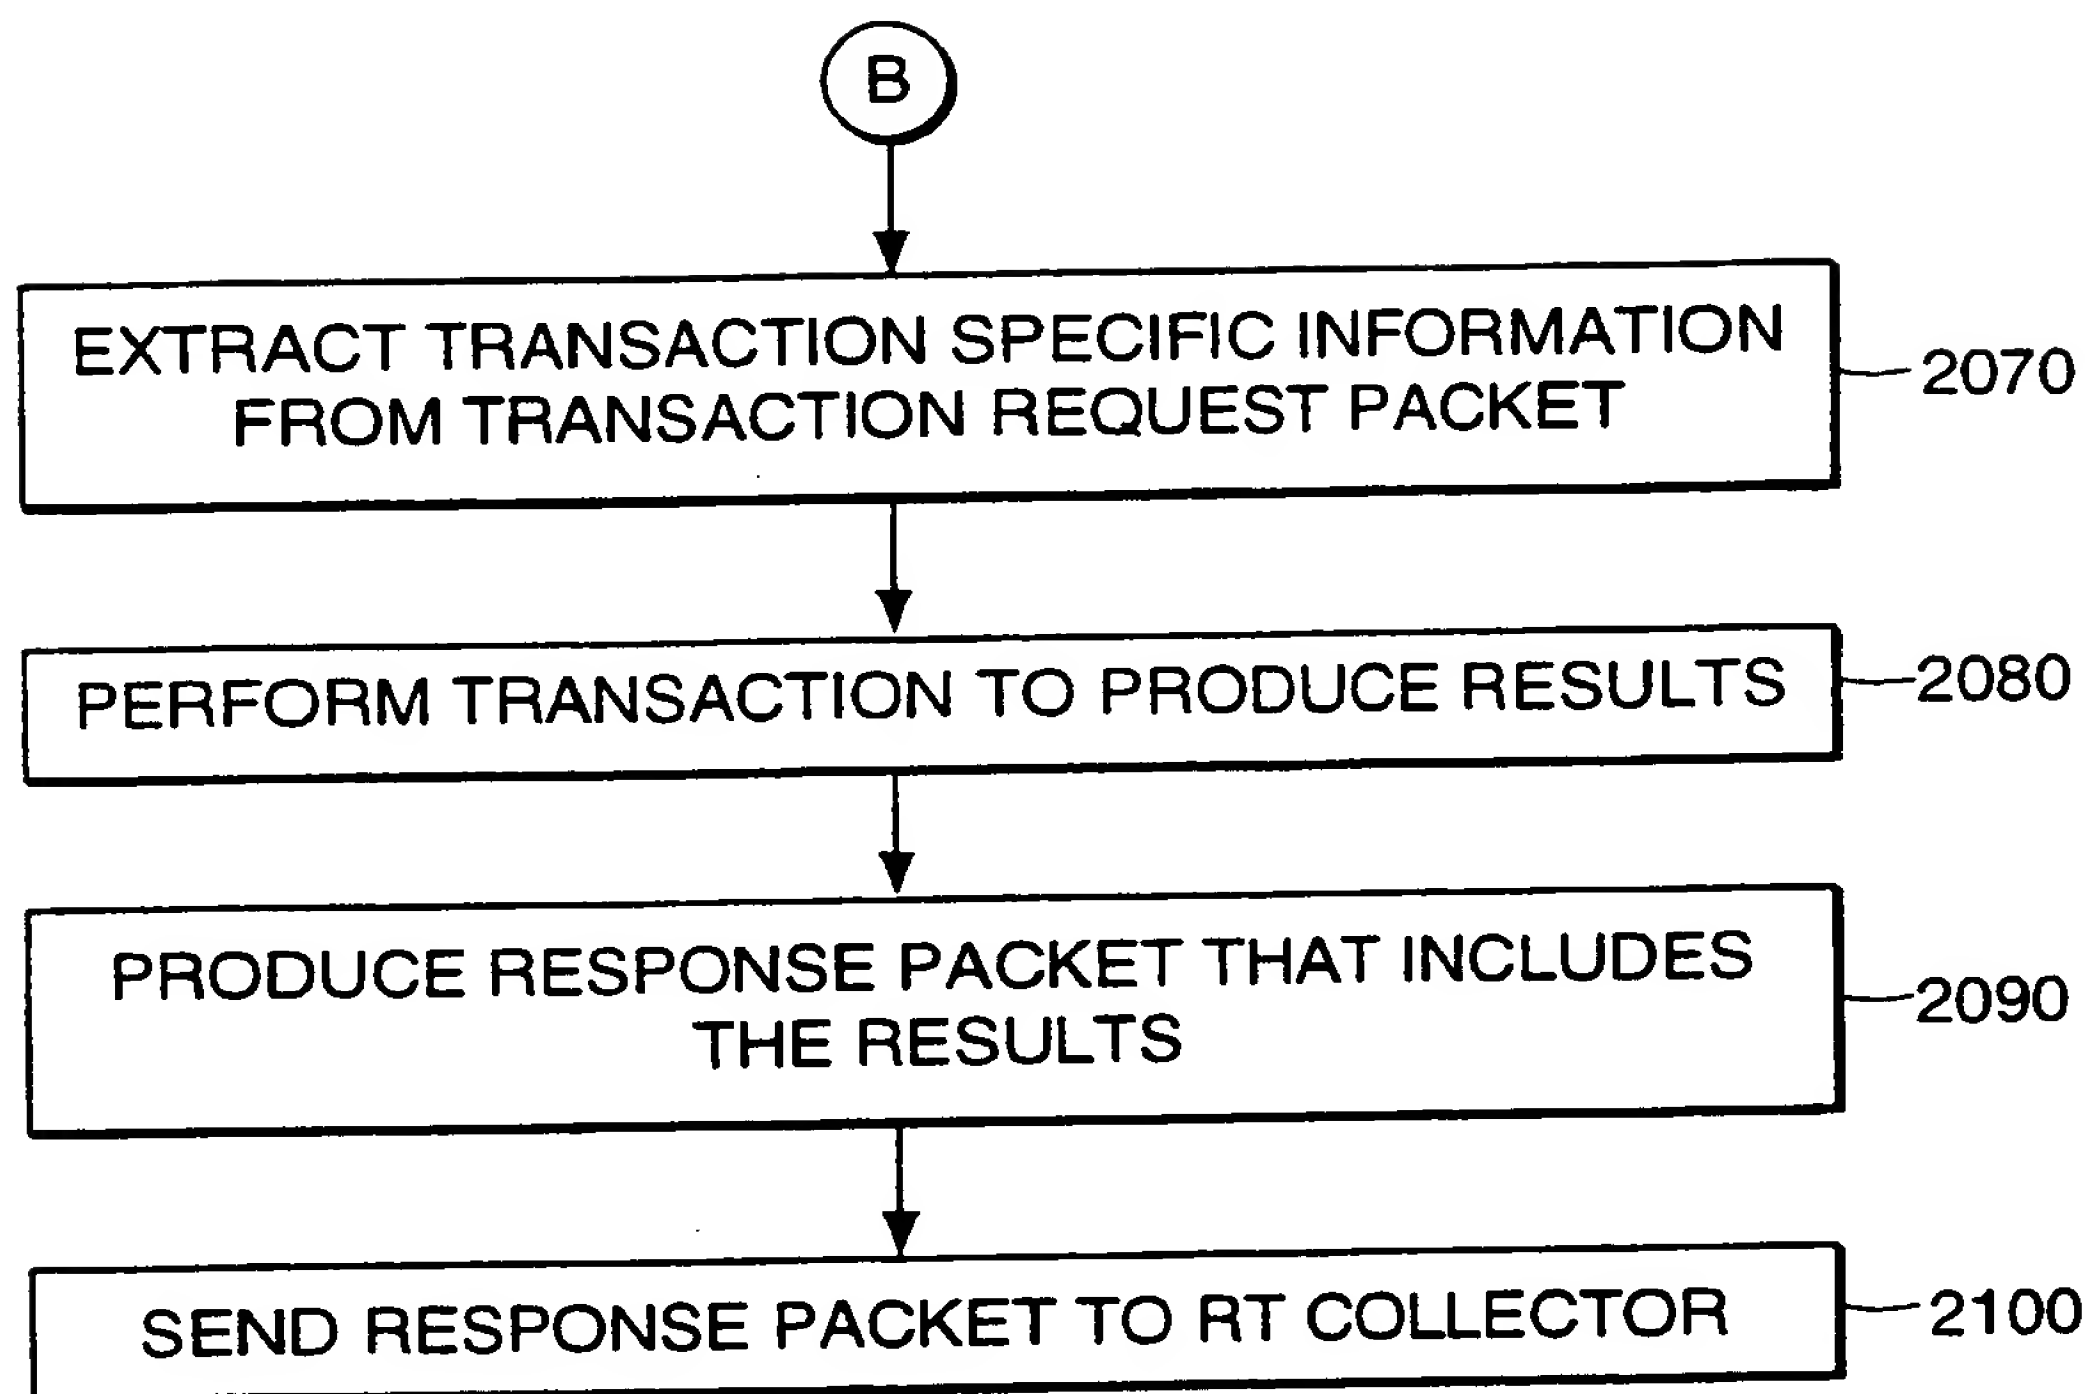 B
EXTRACT TRANSACTION SPECIFIC INFORMATION
FROM TRANSACTION REQUEST PACKET
2070
PERFORM TRANSACTION TO PRODUCE RESULTS
2080
PRODUCE RESPONSE PACKET THAT INCLUDES
THE RESULTS
2090
SEND RESPONSE PACKET TO RT COLLECTOR
2100